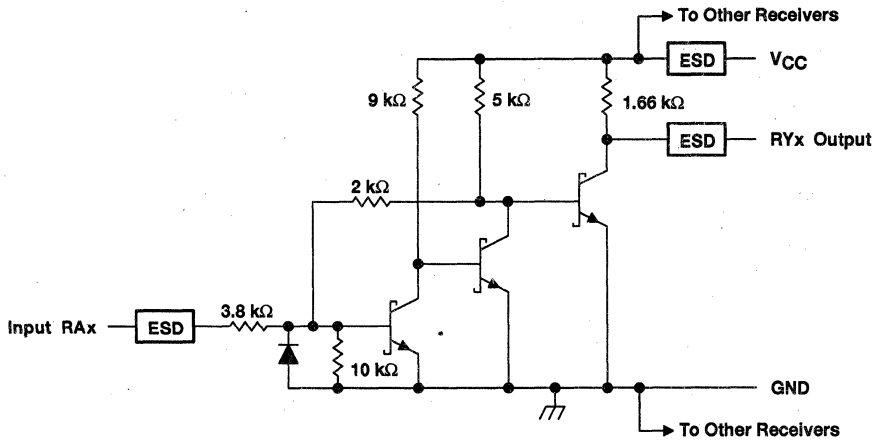 To Other Receivers
ESD
VCC
9 kΩ
5 kΩ
1.66 kΩ
ESD
RYx Output
2 kΩ
3.8 kΩ
Input RAx
ESD
10 kΩ
GND
To Other Receivers